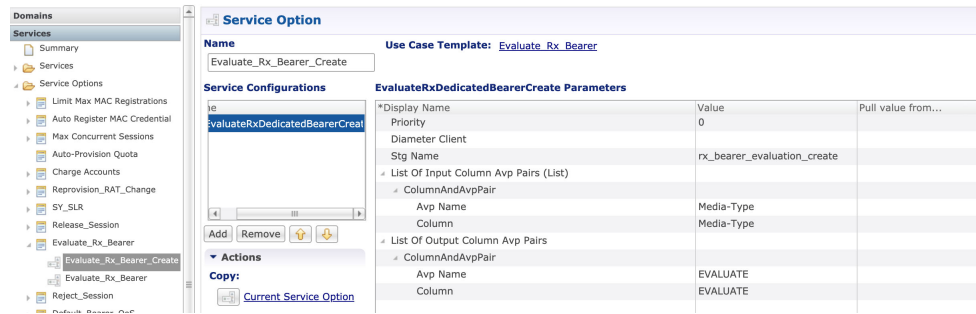 Domains
Services
Summary
Services
Service Options
Limit Max MAC Registrations
Auto Register MAC Credential
Max Concurrent Sessions
Auto-Provision Quota
Charge Accounts
Reprovision_RAT_Change
SY_SLR
Release_Session
Evaluate_Rx_Bearer
Evaluate_Rx_Bearer_Create
Evaluate_Rx_Bearer
Reject_Session
Default_Bearer_QoS
Service Option
Name
Use Case Template: Evaluate_Rx_Bearer
Evaluate_Rx_Bearer_Create
Service Configurations
EvaluateRxDedicatedBearerCreat
Add Remove
Actions
Copy:
Current Service Option
EvaluateRxDedicatedBearerCreate Parameters
*Display Name Value Pull value from...
Priority 0
Diameter Client
Stg Name rx_bearer_evaluation_create
List Of Input Column Avp Pairs (List)
ColumnAndAvpPair
Avp Name Media-Type
Column Media-Type
List Of Output Column Avp Pairs
ColumnAndAvpPair
Avp Name EVALUATE
Column EVALUATE